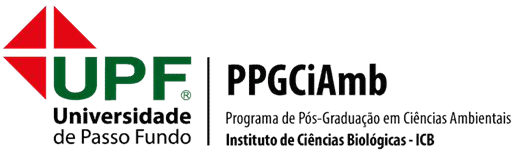 UPF®
Universidade
de Passo Fundo
PPGCiAmb
Programa de Pós-Graduação em Ciências Ambientais
Instituto de Ciências Biológicas - ICB